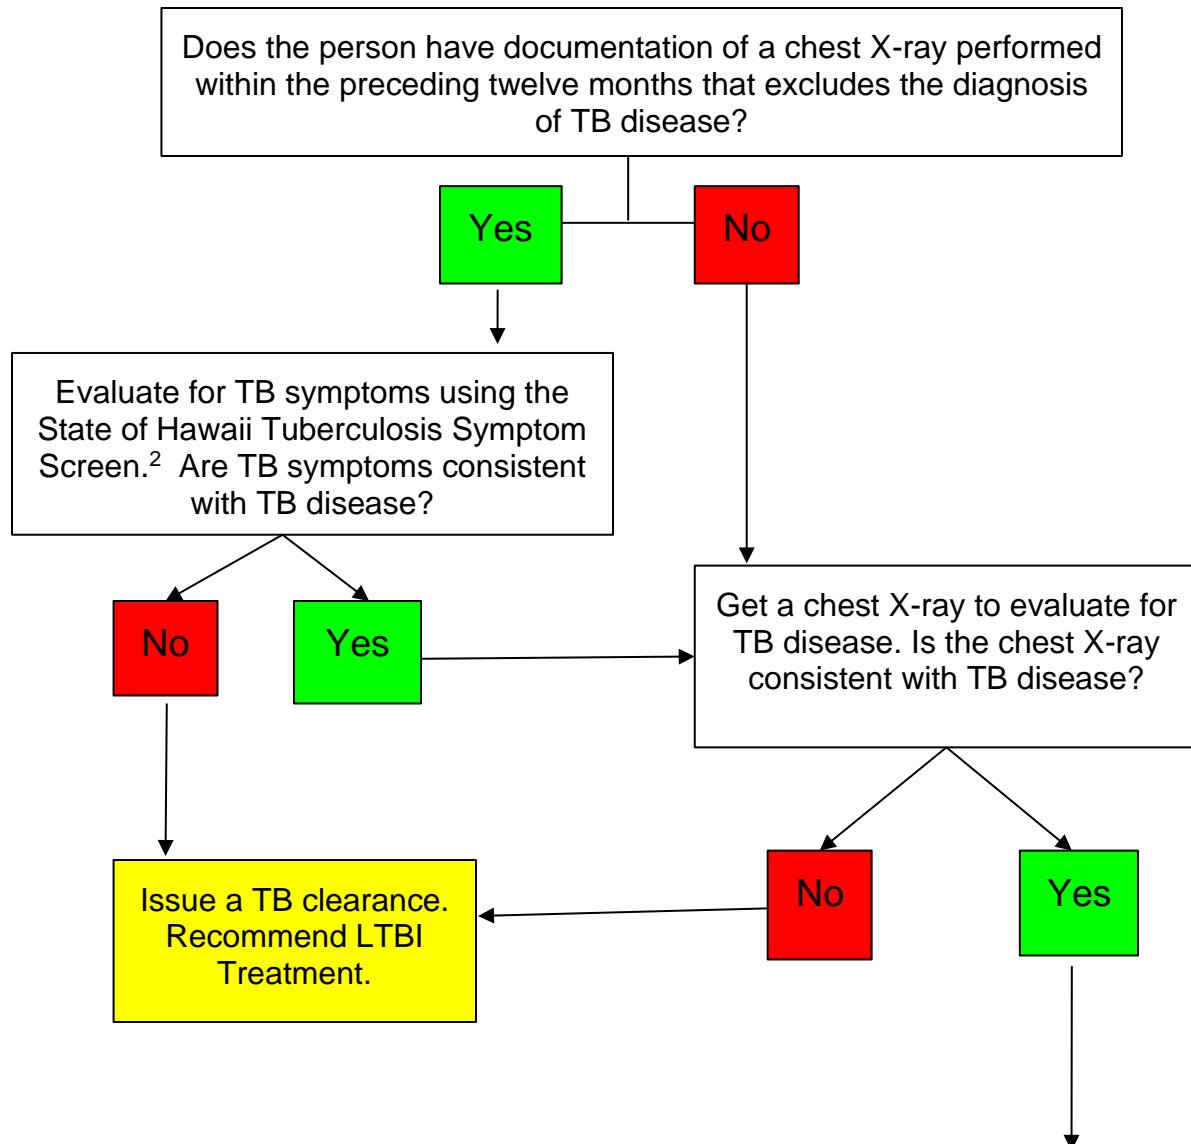 Does the person have documentation of a chest X-ray performed
within the preceding twelve months that excludes the diagnosis
of TB disease?
Yes
No
Evaluate for TB symptoms using the
State of Hawaii Tuberculosis Symptom
Screen.² Are TB symptoms consistent
with TB disease?
No
Yes
Get a chest X-ray to evaluate for
TB disease. Is the chest X-ray
consistent with TB disease?
No
Yes
Issue a TB clearance.
Recommend LTBI
Treatment.